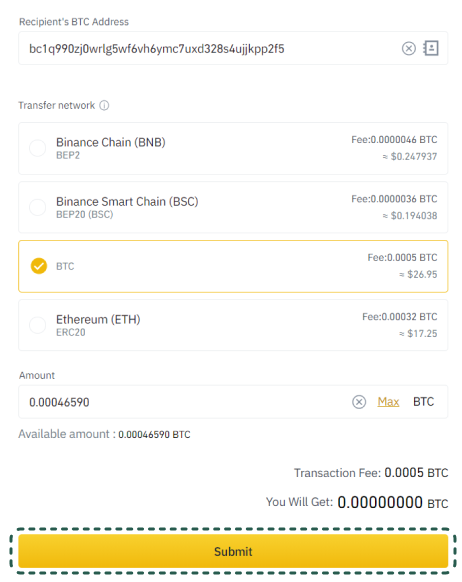 Recipient's BTC Address
bc1q990zj0wrlg5wf6vh6ymc7uxd328s4ujjkpp2f5
Transfer network
Binance Chain (BNB)
BEP2
Fee:0.0000046 BTC
≈ $0.247937
Binance Smart Chain (BSC)
BEP20 (BSC)
Fee:0.0000036 BTC
≈ $0.194038
BTC
Fee:0.0005 BTC
≈ $26.95
Ethereum (ETH)
ERC20
Fee:0.00032 BTC
≈ $17.25
Amount
0.00046590 Max BTC
Available amount : 0.00046590 BTC
Transaction Fee: 0.0005 BTC
You Will Get: 0.00000000 BTC
Submit